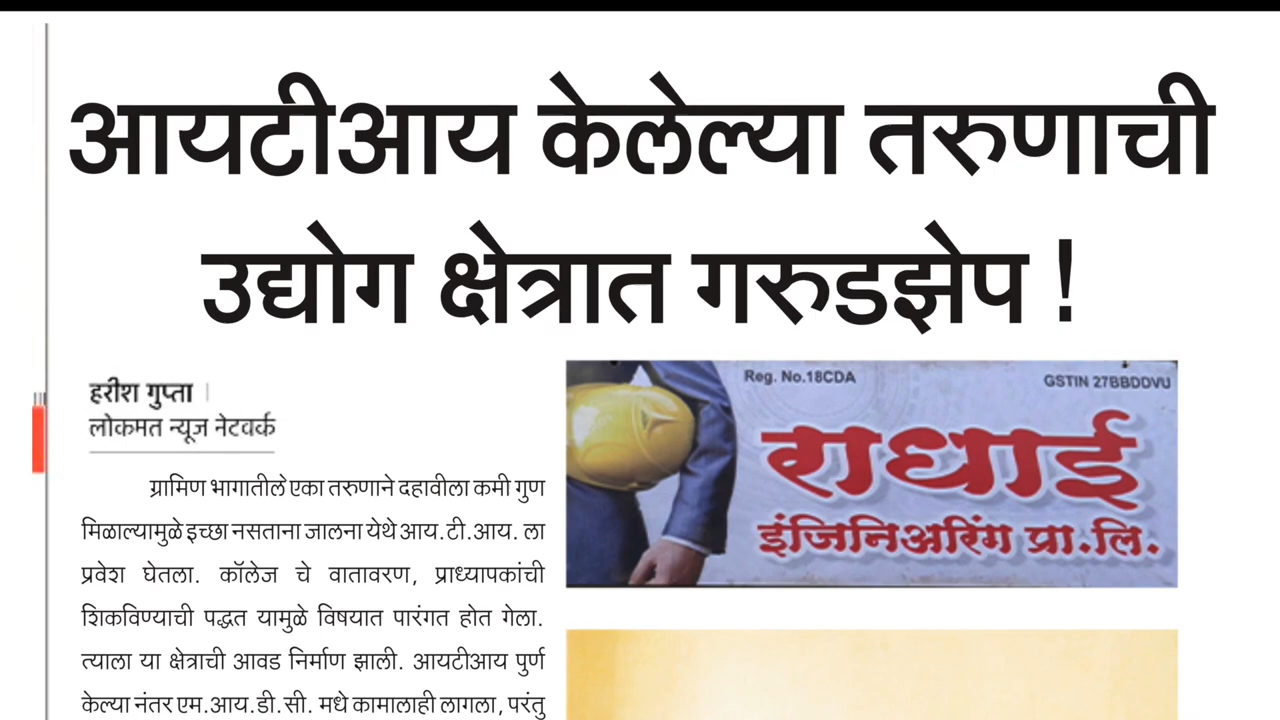 आयटीआय केलेल्या तरुणाची
उद्योग क्षेत्रात गरुडझेप !
हरीश गुप्ता
लोकमत न्यूज नेटवर्क
ग्रामिण भागातीले एका तरुणाने दहावीला कमी गुण
मिळाल्यामुळे इच्छा नसताना जालना येथे आय.टी.आय. ला
प्रवेश घेतला. कॉलेज चे वातावरण, प्राध्यापकांची
शिकविण्याची पद्धत यामुळे विषयात पारंगत होत गेला.
त्याला या क्षेत्राची आवड निर्माण झाली. आयटीआय पुर्ण
केल्या नंतर एम.आय.डी.सी. मधे कामालाही लागला, परंतु
Reg. No.18CDA
GSTIN 27BBDDVU
राधाई
इंजिनिअरिंग प्रा.लि.